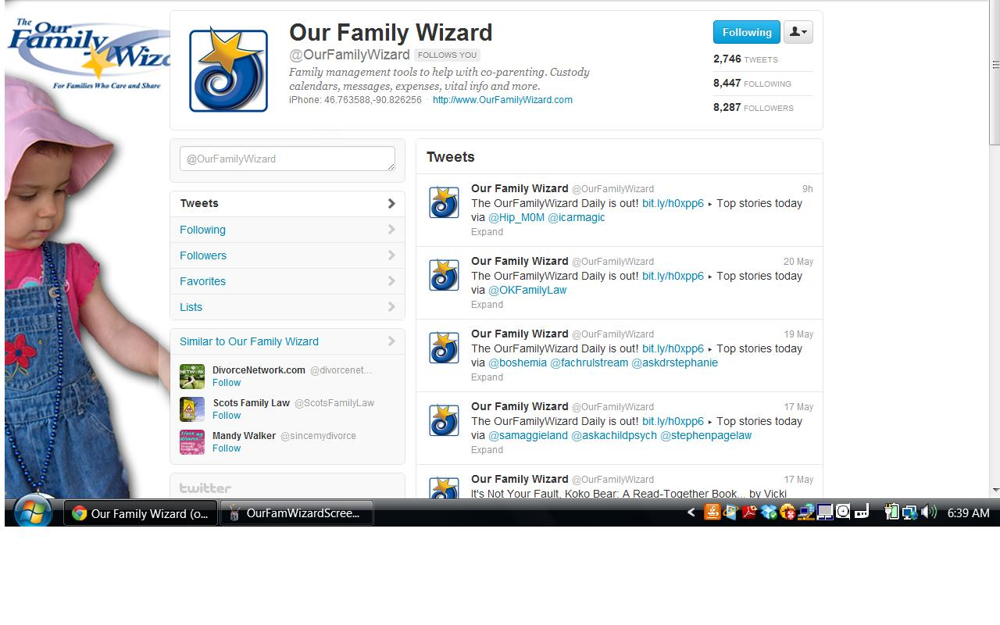 The Our
Family Wiz
For Families Who Care and Share
Our Family Wizard
@OurFamilyWizard FOLLOWS YOU
Family management tools to help with co-parenting. Custody
calendars, messages, expenses, vital info and more.
iPhone: 46.763588,-90.826256 · http://www.OurFamilyWizard.com
Following
2,746 TWEETS
8,447 FOLLOWING
8,287 FOLLOWERS
@OurFamilyWizard
Tweets
Following
Followers
Favorites
Lists
Similar to Our Family Wizard
DivorceNetwork.com @divorcenet...
Follow
Scots Family Law @ScotsFamilyLaw
Follow
Mandy Walker @sincemydivorce
Follow
twitter
Tweets
Our Family Wizard @OurFamilyWizard 9h
The OurFamilyWizard Daily is out! bit.ly/h0xpp6 ▸ Top stories today
via @Hip_M0M @icarmagic
Expand
Our Family Wizard @OurFamilyWizard 20 May
The OurFamilyWizard Daily is out! bit.ly/h0xpp6 ▸ Top stories today
via @OKFamilyLaw
Expand
Our Family Wizard @OurFamilyWizard 19 May
The OurFamilyWizard Daily is out! bit.ly/h0xpp6 ▸ Top stories today
via @boshemia @fachrulstream @askdrstephanie
Expand
Our Family Wizard @OurFamilyWizard 17 May
The OurFamilyWizard Daily is out! bit.ly/h0xpp6 ▸ Top stories today
via @samaggieland @askachildpsych @stephenpagelaw
Expand
Our Family Wizard @OurFamilyWizard 17 May
It's Not Your Fault, Koko Bear: A Read-Together Book... by Vicki
Our Family Wizard (o...
OurFamWizardScree...
6:39 AM